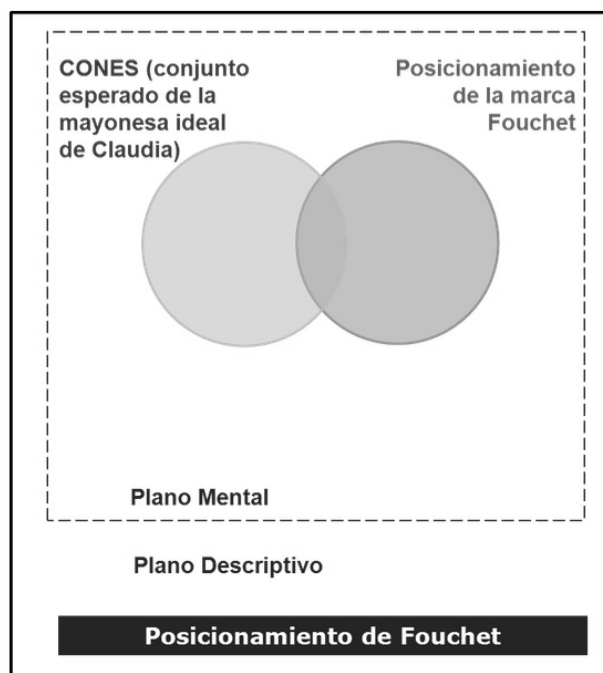 CONES (conjunto
esperado de la
mayonesa ideal
de Claudia)
Posicionamiento
de la marca
Fouchet
Plano Mental
Plano Descriptivo
Posicionamiento de Fouchet